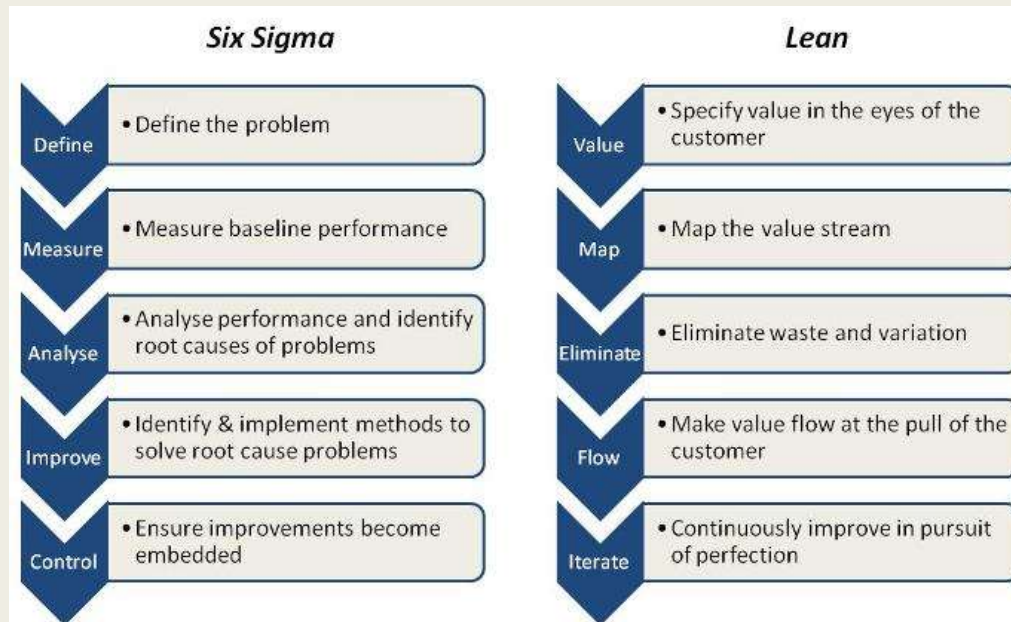 Six Sigma
Define
• Define the problem
Measure
• Measure baseline performance
Analyse
• Analyse performance and identify
root causes of problems
Improve
• Identify & implement methods to
solve root cause problems
Control
• Ensure improvements become
embedded
Lean
Value
• Specify value in the eyes of the
customer
Map
• Map the value stream
Eliminate
• Eliminate waste and variation
Flow
• Make value flow at the pull of the
customer
Iterate
• Continuously improve in pursuit
of perfection